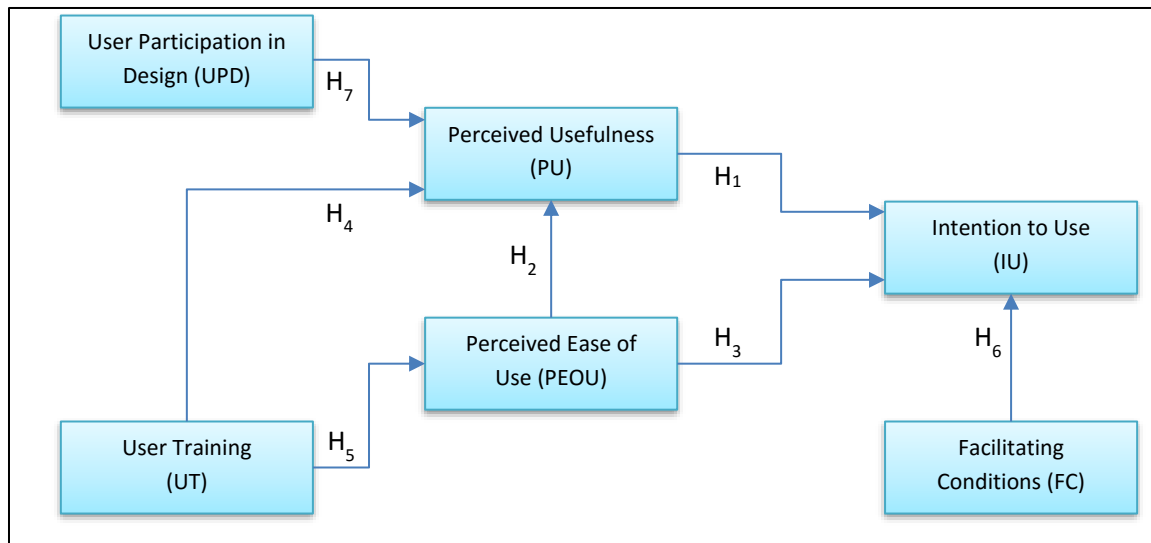 User Participation in
Design (UPD)
H₇
Perceived Usefulness
(PU)
H₁
H₄
Intention to Use
(IU)
H₂
Perceived Ease of
Use (PEOU)
H₃
H₆
User Training
(UT)
H₅
Facilitating
Conditions (FC)